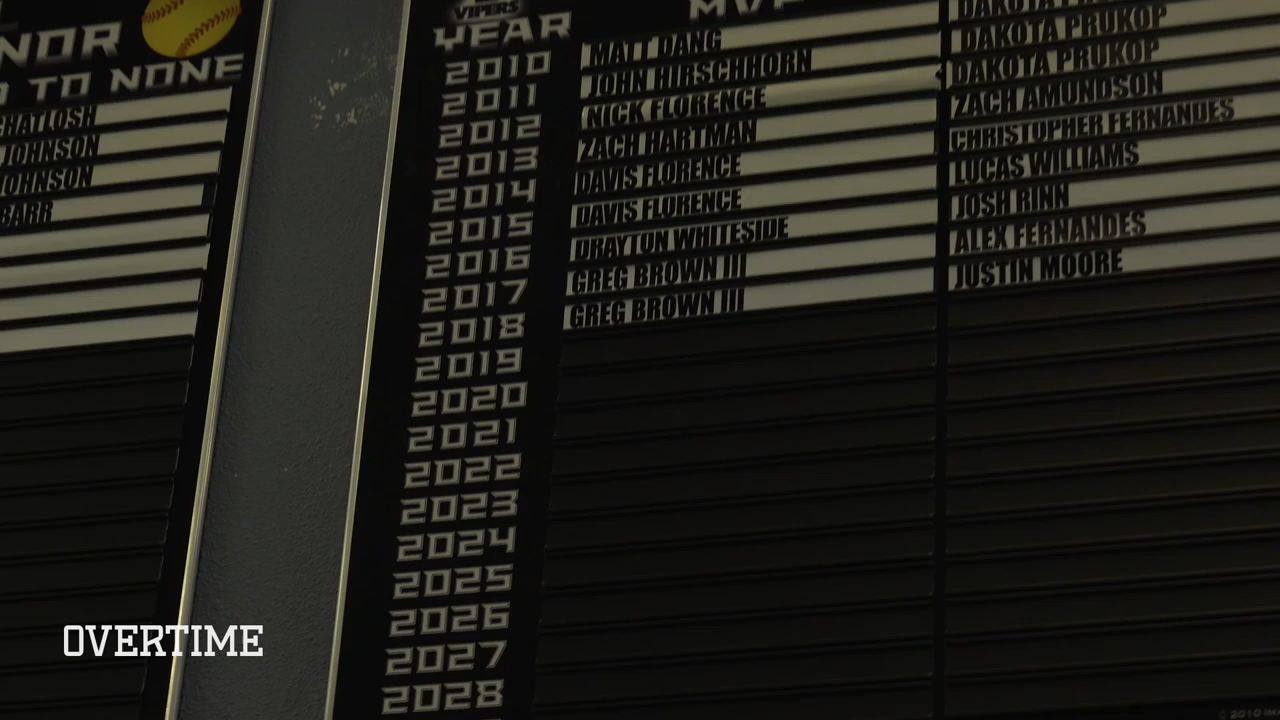 NOR
TO NONE
CHATLOSH
JOHNSON
JOHNSON
BARR
VIPERS
YEAR
2010
2011
2012
2013
2014
2015
2016
2017
2018
2019
2020
2021
2022
2023
2024
2025
2026
2027
2028
MATT DANG
JOHN HIRSCHHORN
NICK FLORENCE
ZACH HARTMAN
DAVIS FLORENCE
DAVIS FLORENCE
DRAYTON WHITESIDE
GREG BROWN III
GREG BROWN III
DAKOTA PRUKOP
DAKOTA PRUKOP
DAKOTA PRUKOP
ZACH AMUNDSON
CHRISTOPHER FERNANDES
LUCAS WILLIAMS
JOSH RINN
ALEX FERNANDES
JUSTIN MOORE
OVERTIME